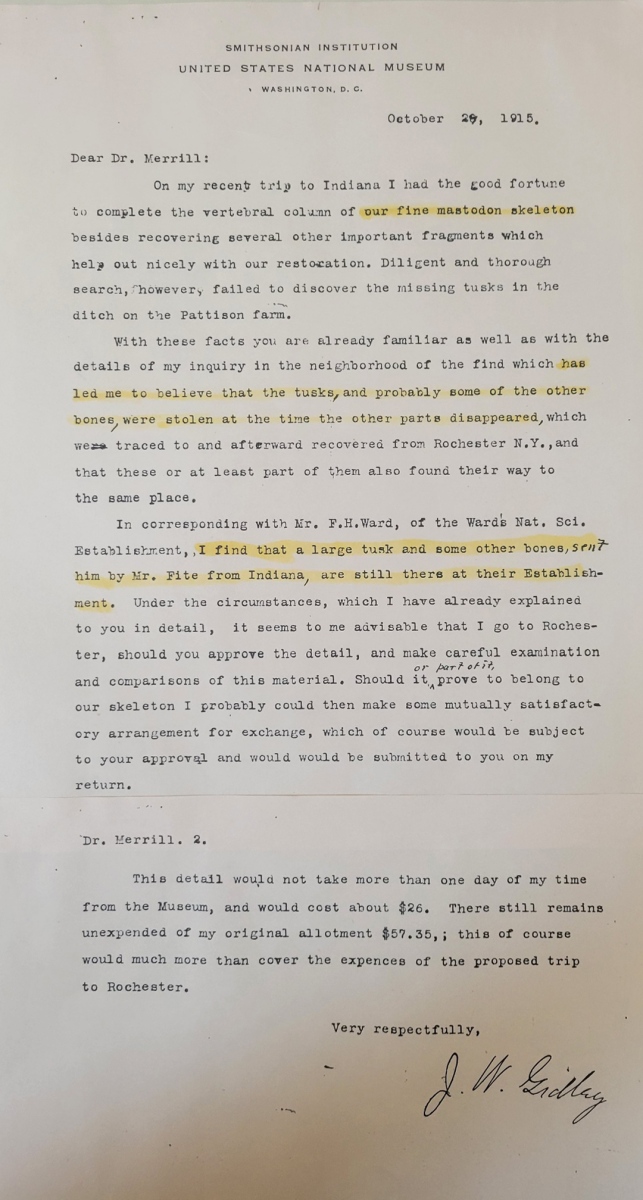 SMITHSONIAN INSTITUTION
UNITED STATES NATIONAL MUSEUM
WASHINGTON, D. C.
October 29, 1915.
Dear Dr. Merrill:
On my recent trip to Indiana I had the good fortune
to complete the vertebral column of our fine mastodon skeleton
besides recovering several other important fragments which
help out nicely with our restoration. Diligent and thorough
search, however, failed to discover the missing tusks in the
ditch on the Pattison farm.
With these facts you are already familiar as well as with the
details of my inquiry in the neighborhood of the find which has
led me to believe that the tusks, and probably some of the other
bones, were stolen at the time the other parts disappeared, which
were traced to and afterward recovered from Rochester N.Y., and
that these or at least part of them also found their way to
the same place.
In corresponding with Mr. F.H.Ward, of the Ward's Nat. Sci.
Establishment, , I find that a large tusk and some other bones, sent
him by Mr. Fite from Indiana, are still there at their Establish-
ment. Under the circumstances, which I have already explained
to you in detail, it seems to me advisable that I go to Roches-
ter, should you approve the detail, and make careful examination
or part of it,
and comparisons of this material. Should it prove to belong to
our skeleton I probably could then make some mutually satisfact-
ory arrangement for exchange, which of course would be subject
to your approval and would would be submitted to you on my
return.
Dr. Merrill. 2.
This detail would not take more than one day of my time
from the Museum, and would cost about $26. There still remains
unexpended of my original allotment $57.35,; this of course
would much more than cover the expences of the proposed trip
to Rochester.
Very respectfully,
J. W. Gidley